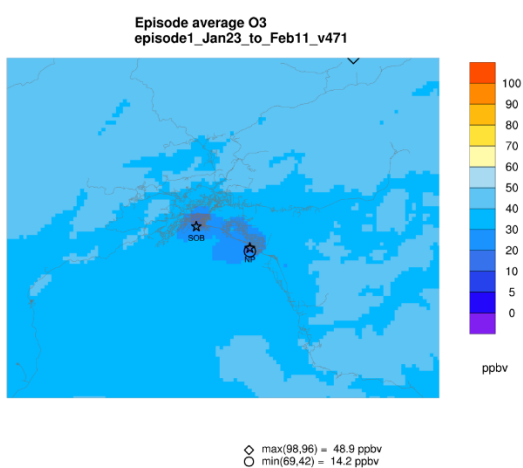 Episode average O3
episode1_Jan23_to_Feb11_v471
100
90
80
70
60
50
40
30
20
10
5
0
SOB
NP
ppbv
max(98,96) = 48.9 ppbv
min(69,42) = 14.2 ppbv